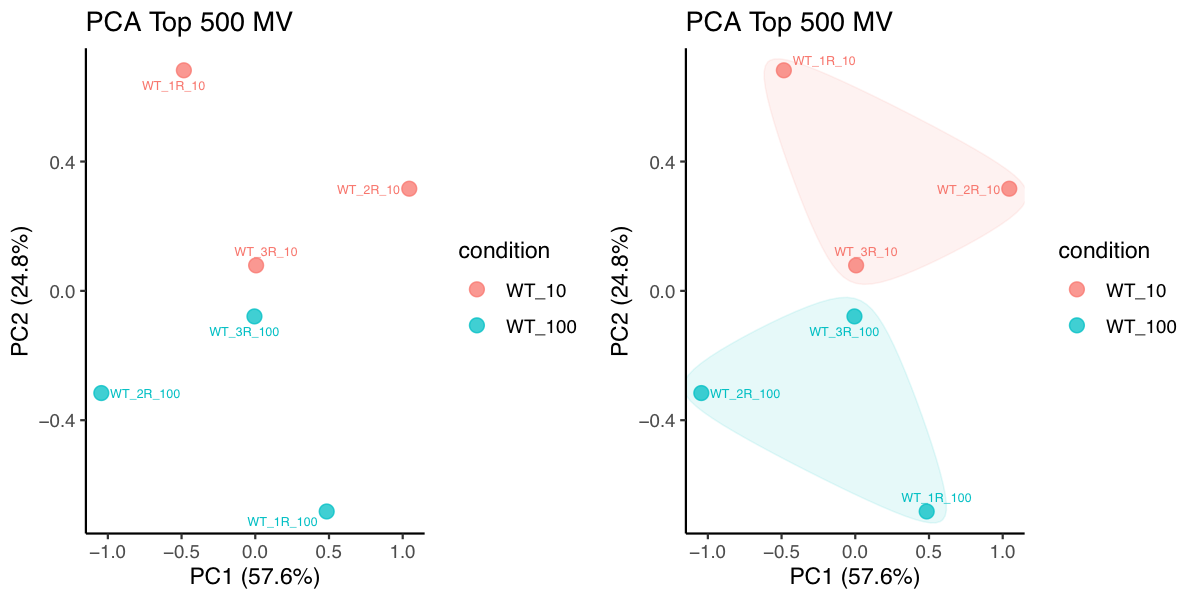 PCA Top 500 MV
WT_1R_10
0.4
WT_2R_10
WT_3R_10
0.0
WT_3R_100
WT_2R_100
−0.4
WT_1R_100
−1.0 −0.5 0.0 0.5 1.0
PC1 (57.6%)
PC2 (24.8%)
condition
WT_10
WT_100
PCA Top 500 MV
WT_1R_10
0.4
WT_2R_10
WT_3R_10
0.0
WT_3R_100
WT_2R_100
−0.4
WT_1R_100
−1.0 −0.5 0.0 0.5 1.0
PC1 (57.6%)
PC2 (24.8%)
condition
WT_10
WT_100